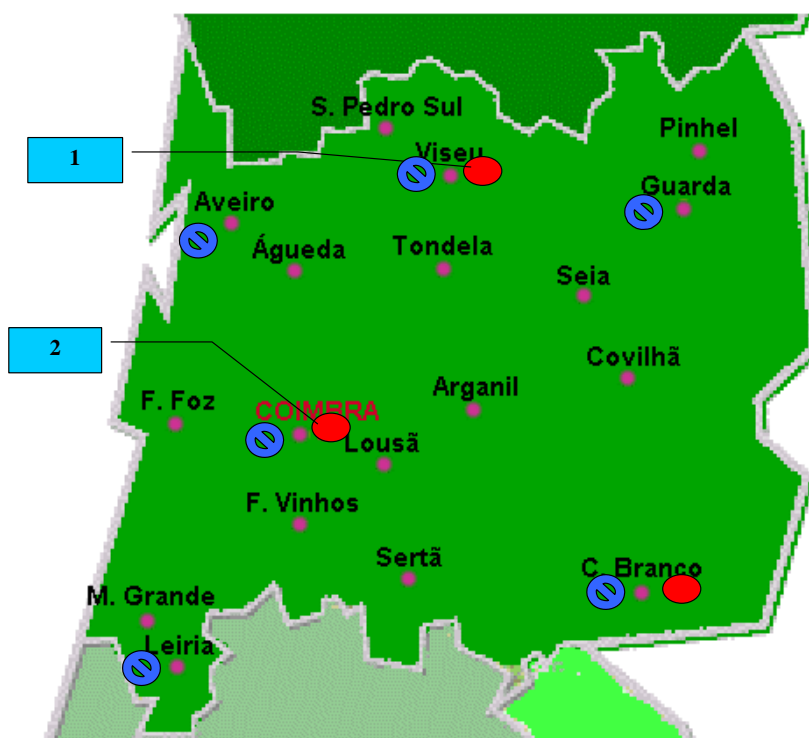 S. Pedro Sul
Pinhel
1
Viseu
Guarda
Aveiro
Águeda
Tondela
Seia
2
Covilhã
Arganil
F. Foz
COIMBRA
Lousã
F. Vinhos
Sertã
C. Branco
M. Grande
Leiria